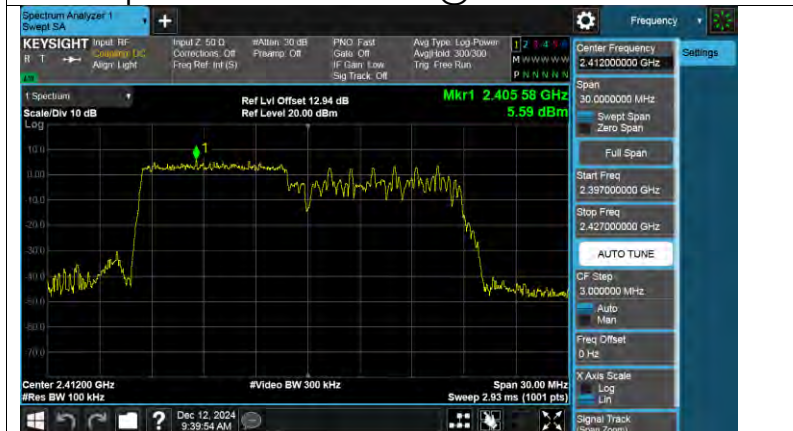 Spectrum Analyzer 1
Swept SA
Frequency
KEYSIGHT
R T
Input: RF
Coupling: DC
Align: Light
Input Z: 50 Ω
Corrections: Off
Freq Ref: Int (S)
#Atten: 30 dB
Preamp: Off
PNO: Fast
Gate: Off
IF Gain: Low
Sig Track: Off
Avg Type: Log-Power
Avg|Hold: 300/300
Trig: Free Run
1 2 3 4 5 6
M W W W W W
P N N N N N
1 Spectrum
Scale/Div 10 dB
Log
Ref Lvl Offset 12.94 dB
Ref Level 20.00 dBm
Mkr1 2.405 58 GHz
5.59 dBm
1
10.0
0.00
-10.0
-20.0
-30.0
-40.0
-50.0
-60.0
-70.0
Center 2.41200 GHz
#Res BW 100 kHz
#Video BW 300 kHz
Span 30.00 MHz
Sweep 2.93 ms (1001 pts)
Center Frequency
2.412000000 GHz
Settings
Span
30.0000000 MHz
Swept Span
Zero Span
Full Span
Start Freq
2.397000000 GHz
Stop Freq
2.427000000 GHz
AUTO TUNE
CF Step
3.000000 MHz
Auto
Man
Freq Offset
0 Hz
X Axis Scale
Log
Lin
Signal Track
(Span Zoom)
?
Dec 12, 2024
9:39:54 AM